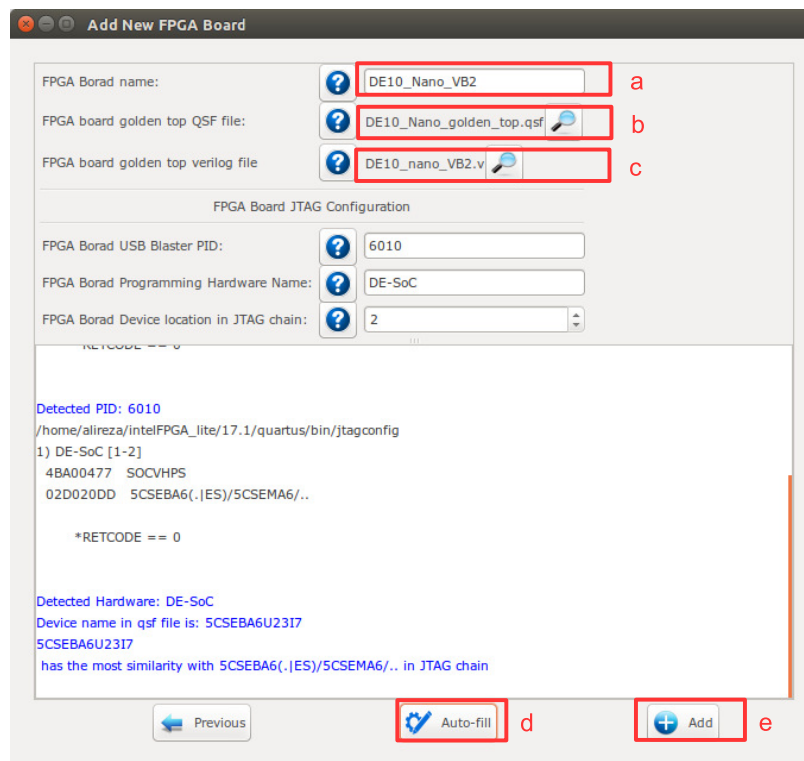 Add New FPGA Board
FPGA Borad name: ? DE10_Nano_VB2 a
FPGA board golden top QSF file: ? DE10_Nano_golden_top.qsf b
FPGA board golden top verilog file ? DE10_nano_VB2.v c
FPGA Board JTAG Configuration
FPGA Borad USB Blaster PID: ? 6010
FPGA Borad Programming Hardware Name: ? DE-SoC
FPGA Borad Device location in JTAG chain: ? 2
*RETCODE == 0
Detected PID: 6010
/home/alireza/intelFPGA_lite/17.1/quartus/bin/jtagconfig
1) DE-SoC [1-2]
4BA00477 SOCVHPS
02D020DD 5CSEBA6(.|ES)/5CSEMA6/..
*RETCODE == 0
Detected Hardware: DE-SoC
Device name in qsf file is: 5CSEBA6U23I7
5CSEBA6U23I7
has the most similarity with 5CSEBA6(.|ES)/5CSEMA6/.. in JTAG chain
Previous Auto-fill d Add e